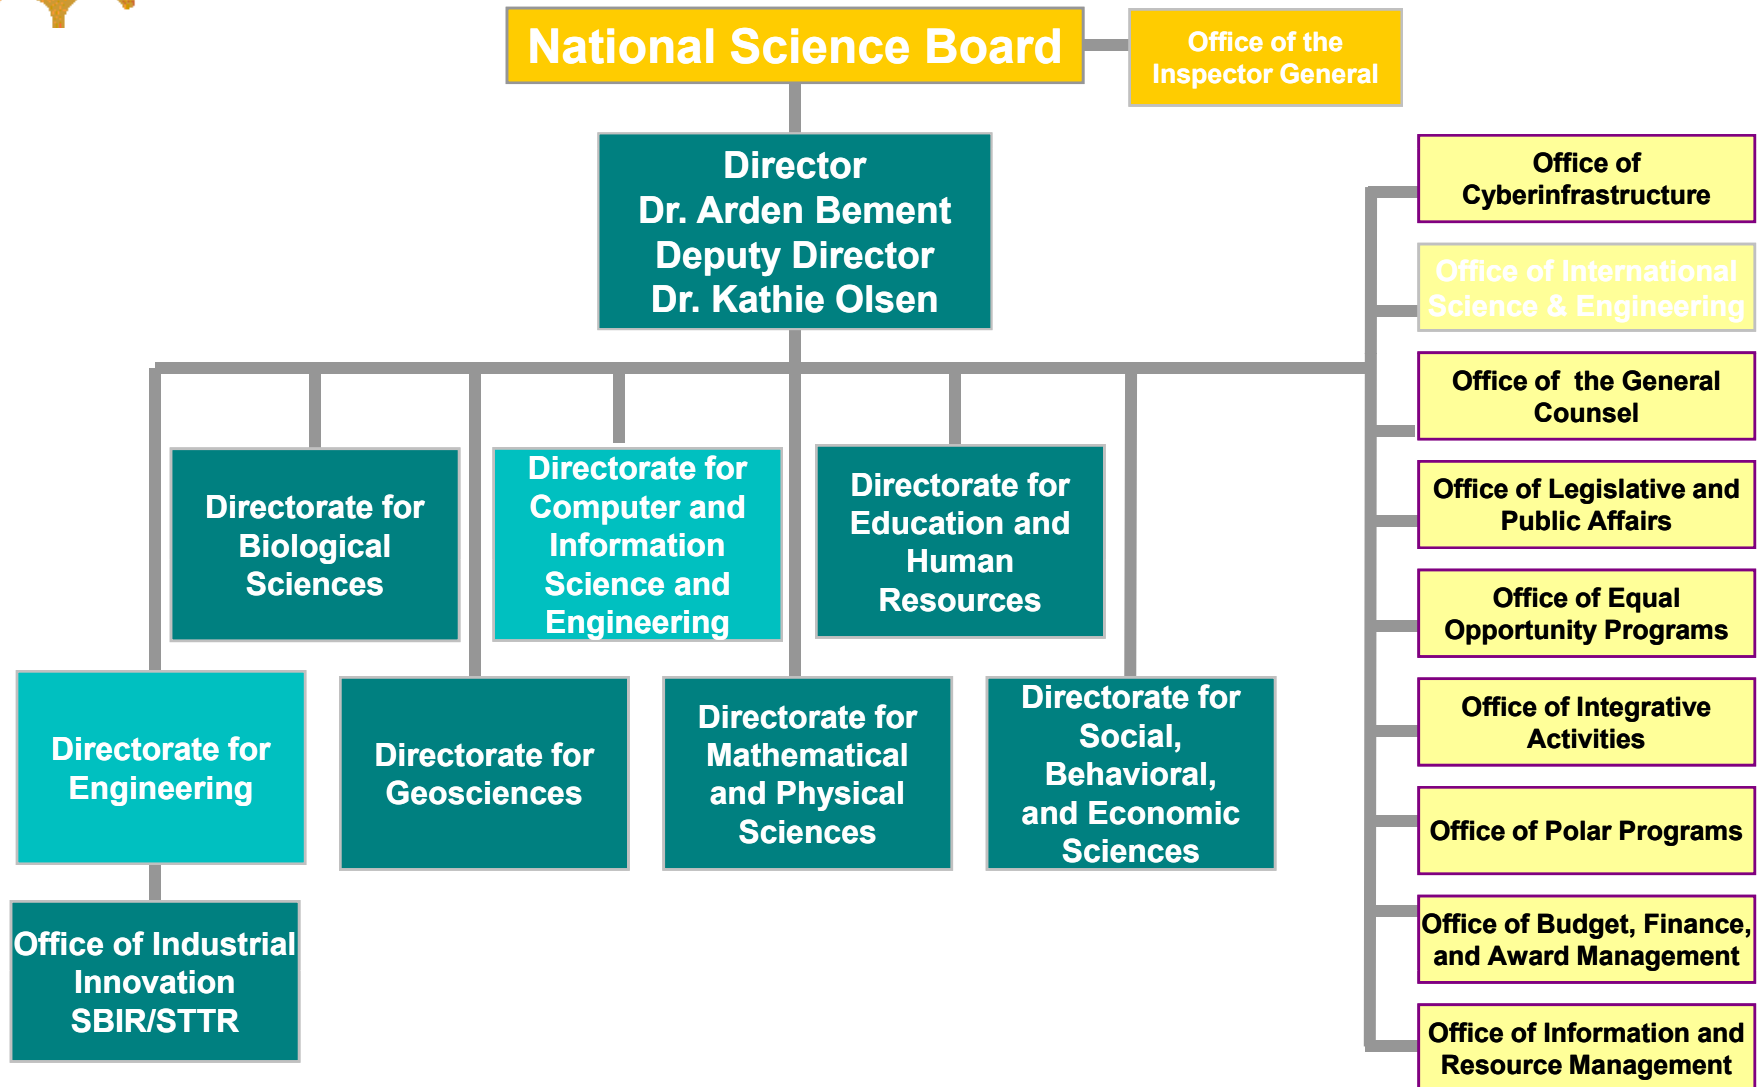 National Science Board
Office of the
Inspector General
Director
Dr. Arden Bement
Deputy Director
Dr. Kathie Olsen
Office of
Cyberinfrastructure
Office of International
Science & Engineering
Office of  the General
Counsel
Office of Legislative and
Public Affairs
Office of Equal
Opportunity Programs
Office of Integrative
Activities
Office of Polar Programs
Office of Budget, Finance,
and Award Management
Office of Information and
Resource Management
Directorate for
Biological
Sciences
Directorate for
Computer and
Information
Science and
Engineering
Directorate for
Education and
Human
Resources
Directorate for
Engineering
Directorate for
Geosciences
Directorate for
Mathematical
and Physical
Sciences
Directorate for
Social,
Behavioral,
and Economic
Sciences
Office of Industrial
Innovation
SBIR/STTR